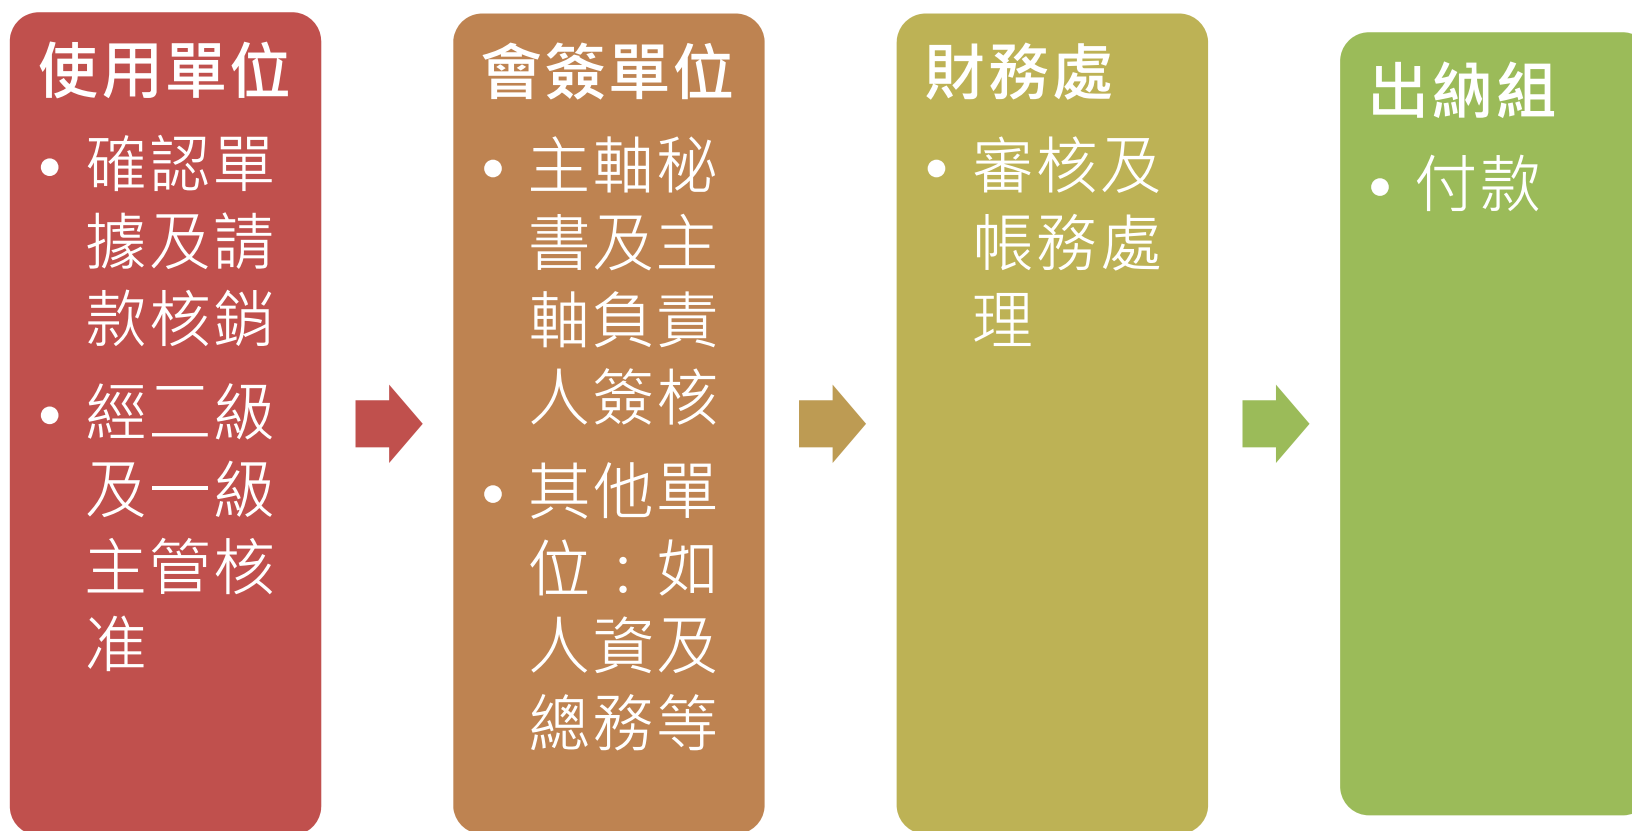 使用單位
• 確認單
據及請
款核銷
• 經二級
及一級
主管核
准
會簽單位
• 主軸秘
書及主
軸負責
人簽核
• 其他單
位：如
人資及
總務等
財務處
• 審核及
帳務處
理
出納組
• 付款